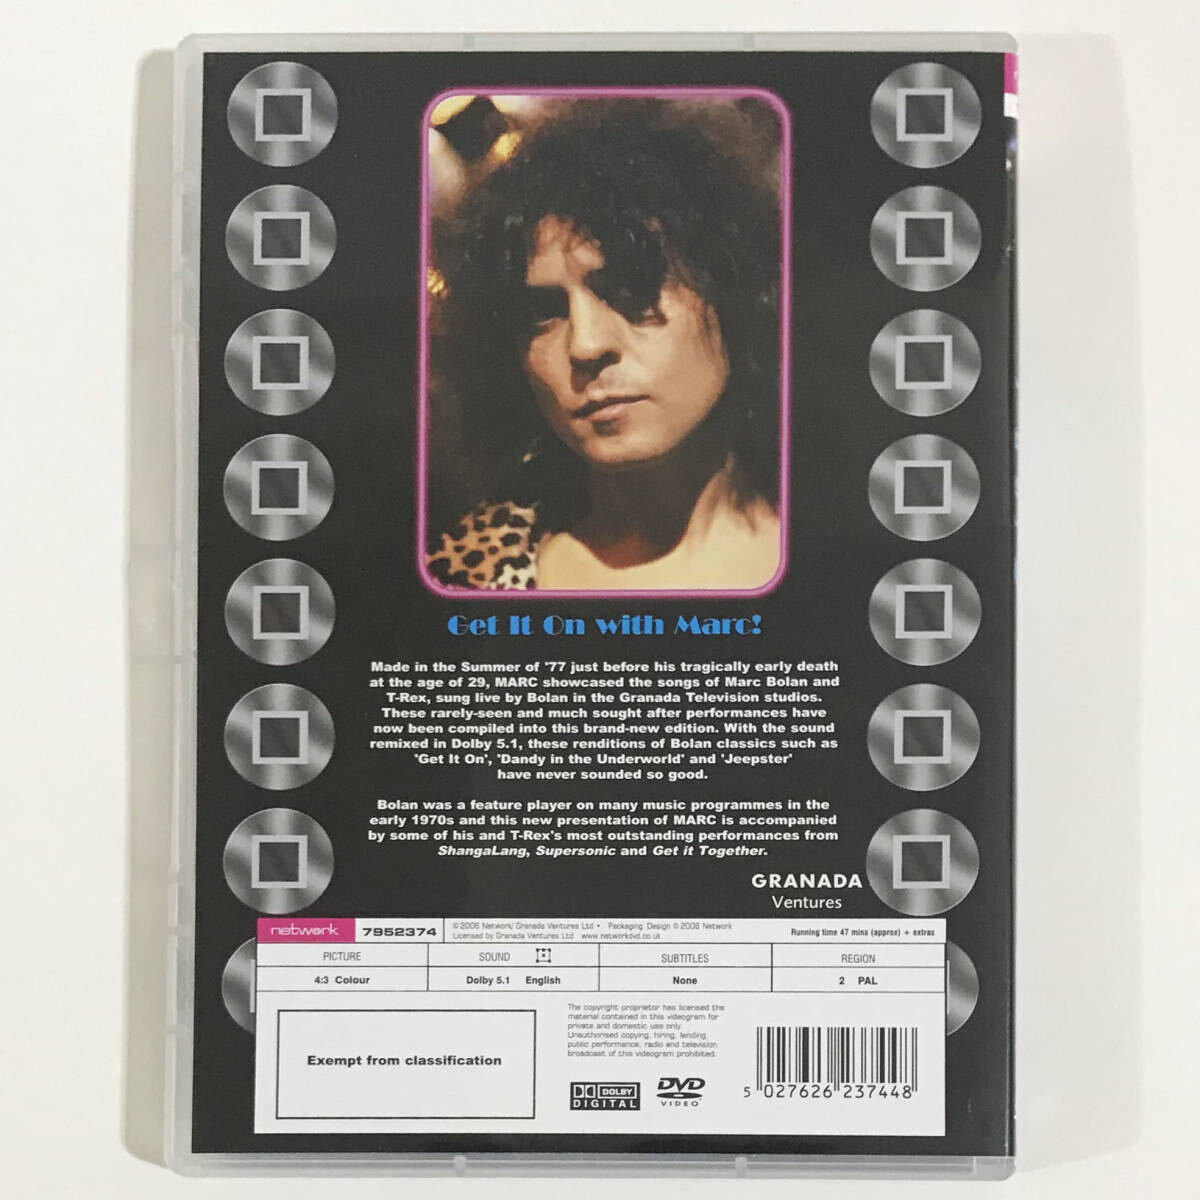 Get It On with Marc!
Made in the Summer of '77 just before his tragically early death
at the age of 29, MARC showcased the songs of Marc Bolan and
T-Rex, sung live by Bolan in the Granada Television studios.
These rarely-seen and much sought after performances have
now been compiled into this brand-new edition. With the sound
remixed in Dolby 5.1, these renditions of Bolan classics such as
'Get It On', 'Dandy in the Underworld' and 'Jeepster'
have never sounded so good.
Bolan was a feature player on many music programmes in the
early 1970s and this new presentation of MARC is accompanied
by some of his and T-Rex's most outstanding performances from
ShangaLang, Supersonic and Get it Together.
GRANADA
Ventures
network 7952374
© 2006 Network/ Granada Ventures Ltd • Packaging Design © 2006 Network
Licensed by Granada Ventures Ltd www.networkdvd.co.uk
Running time 47 mins (approx) + extras
PICTURE SOUND SUBTITLES REGION
4:3 Colour Dolby 5.1 English None 2 PAL
Exempt from classification
The copyright proprietor has licensed the
material contained in this videogram for
private and domestic use only.
Unauthorised copying, hiring, lending,
public performance, radio and television
broadcast of this videogram prohibited.
DOLBY
DIGITAL
DVD
VIDEO
5 027626 237448